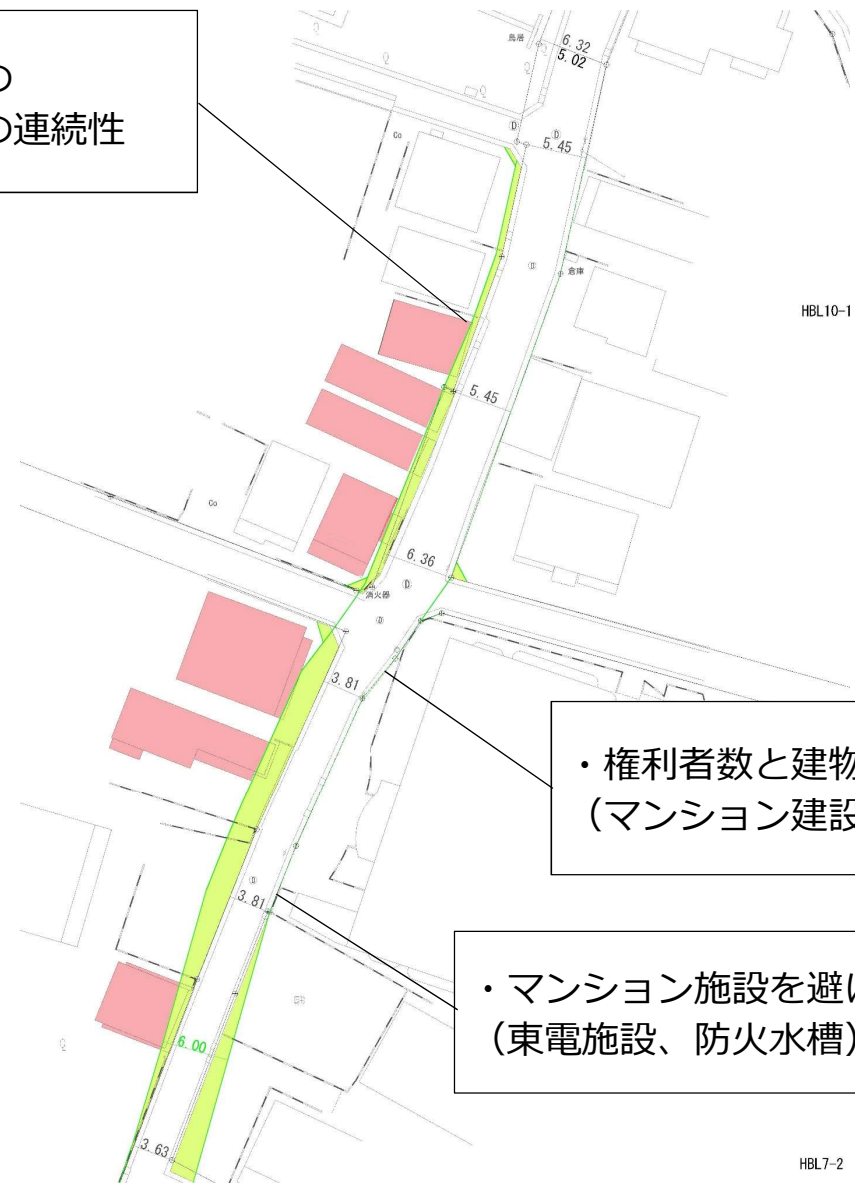 の
の連続性
鳥居
6.32
5.02
Co
5.45
倉庫
HBL10-1
5.45
Co
6.36
消火器
3.81
・権利者数と建物
（マンション建設
3.81
・マンション施設を避け
（東電施設、防火水槽）
6.00
3.63
HBL7-2